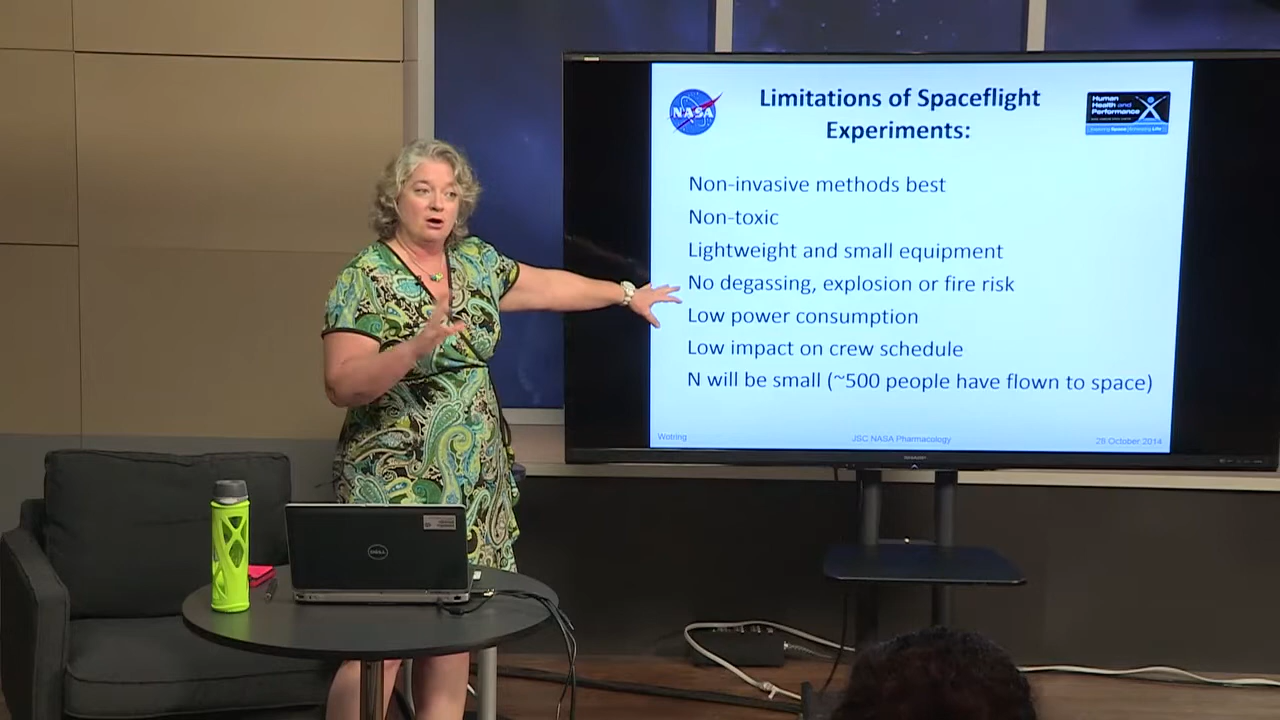 Limitations of Spaceflight
Experiments:
NASA
Human
Health and
Performance
Non-invasive methods best
Non-toxic
Lightweight and small equipment
No degassing, explosion or fire risk
Low power consumption
Low impact on crew schedule
N will be small (~500 people have flown to space)
Wotring
JSC NASA Pharmacology
28 October 2014
SHARP
DELL